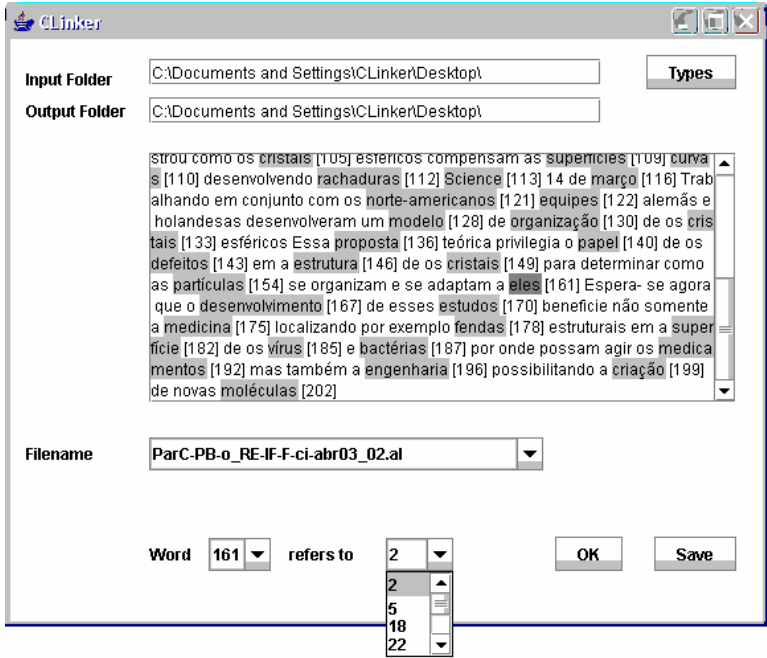 CLinker
Input Folder C:\Documents and Settings\CLinker\Desktop\ Types
Output Folder C:\Documents and Settings\CLinker\Desktop\
strou como os cristais [105] esféricos compensam as superfícies [109] curva
s [110] desenvolvendo rachaduras [112] Science [113] 14 de março [116] Trab
alhando em conjunto com os norte-americanos [121] equipes [122] alemãs e
holandesas desenvolveram um modelo [128] de organização [130] de os cris
tais [133] esféricos Essa proposta [136] teórica privilegia o papel [140] de os
defeitos [143] em a estrutura [146] de os cristais [149] para determinar como
as partículas [154] se organizam e se adaptam a eles [161] Espera- se agora
que o desenvolvimento [167] de esses estudos [170] beneficie não somente
a medicina [175] localizando por exemplo fendas [178] estruturais em a super
fície [182] de os vírus [185] e bactérias [187] por onde possam agir os medica
mentos [192] mas também a engenharia [196] possibilitando a criação [199]
de novas moléculas [202]
Filename ParC-PB-o_RE-IF-F-ci-abr03_02.al
Word 161 refers to 2 OK Save
2
5
18
22